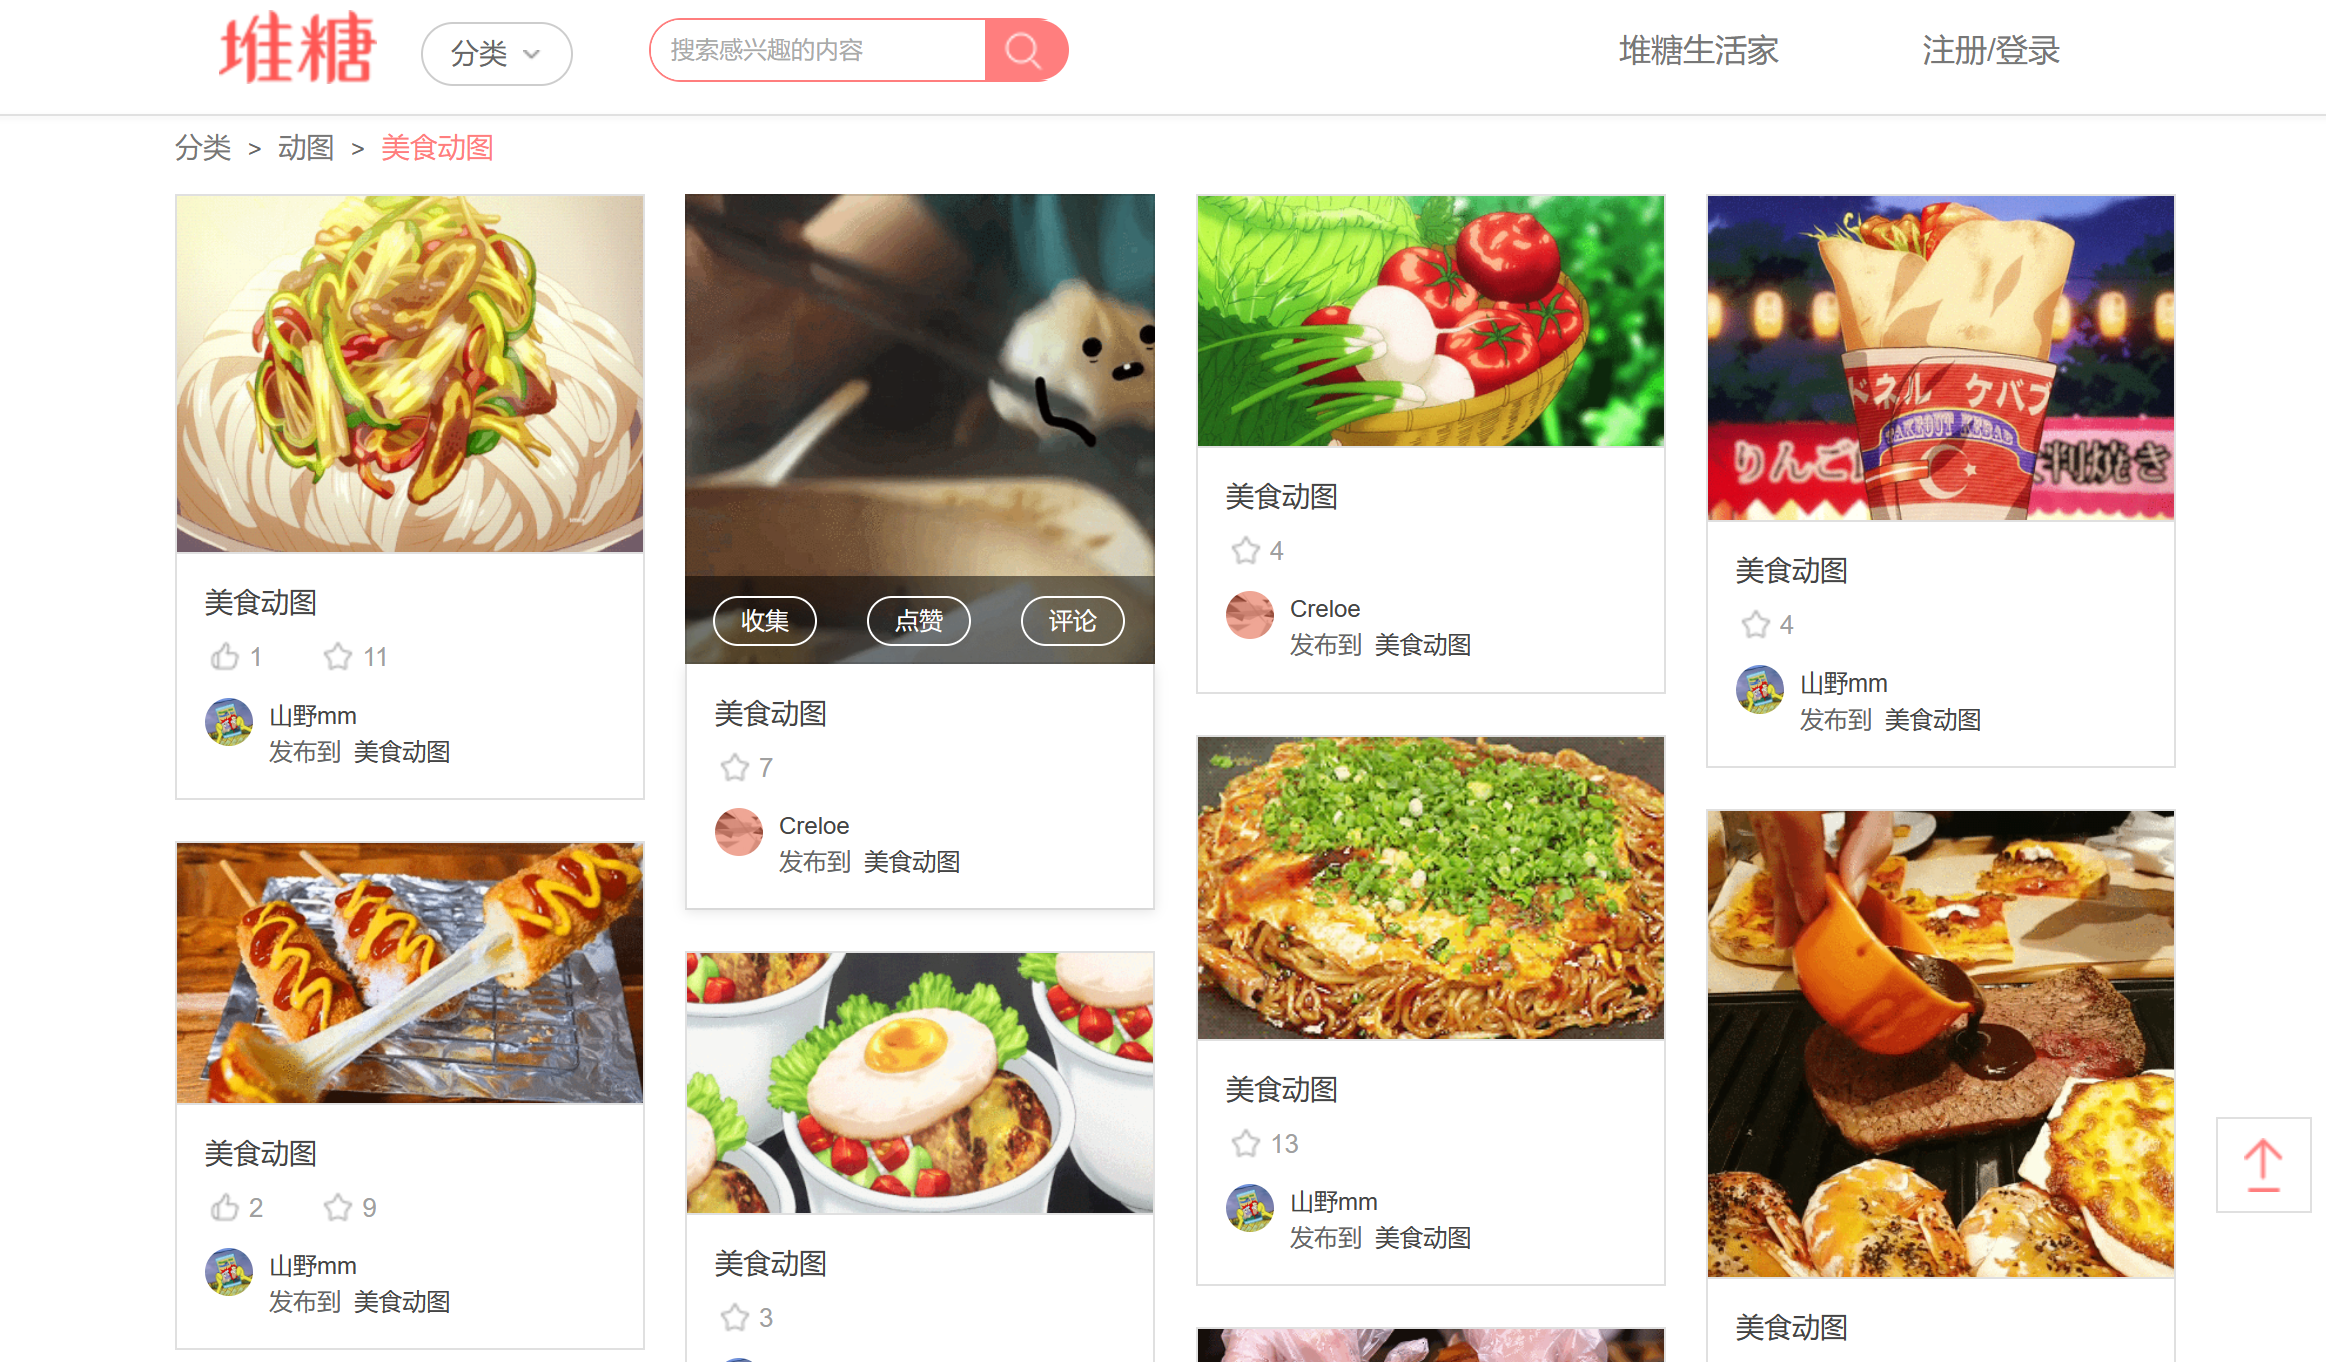 堆糖
分类
搜索感兴趣的内容
堆糖生活家
注册/登录
分类 > 动图 > 美食动图
美食动图
1 11
山野mm
发布到 美食动图
美食动图
2 9
山野mm
发布到 美食动图
收集 点赞 评论
美食动图
7
Creloe
发布到 美食动图
美食动图
3
美食动图
4
Creloe
发布到 美食动图
美食动图
13
山野mm
发布到 美食动图
ドネル ケバブ
TAKEOUT KEBAB
りんご
判焼き
美食动图
4
山野mm
发布到 美食动图
美食动图